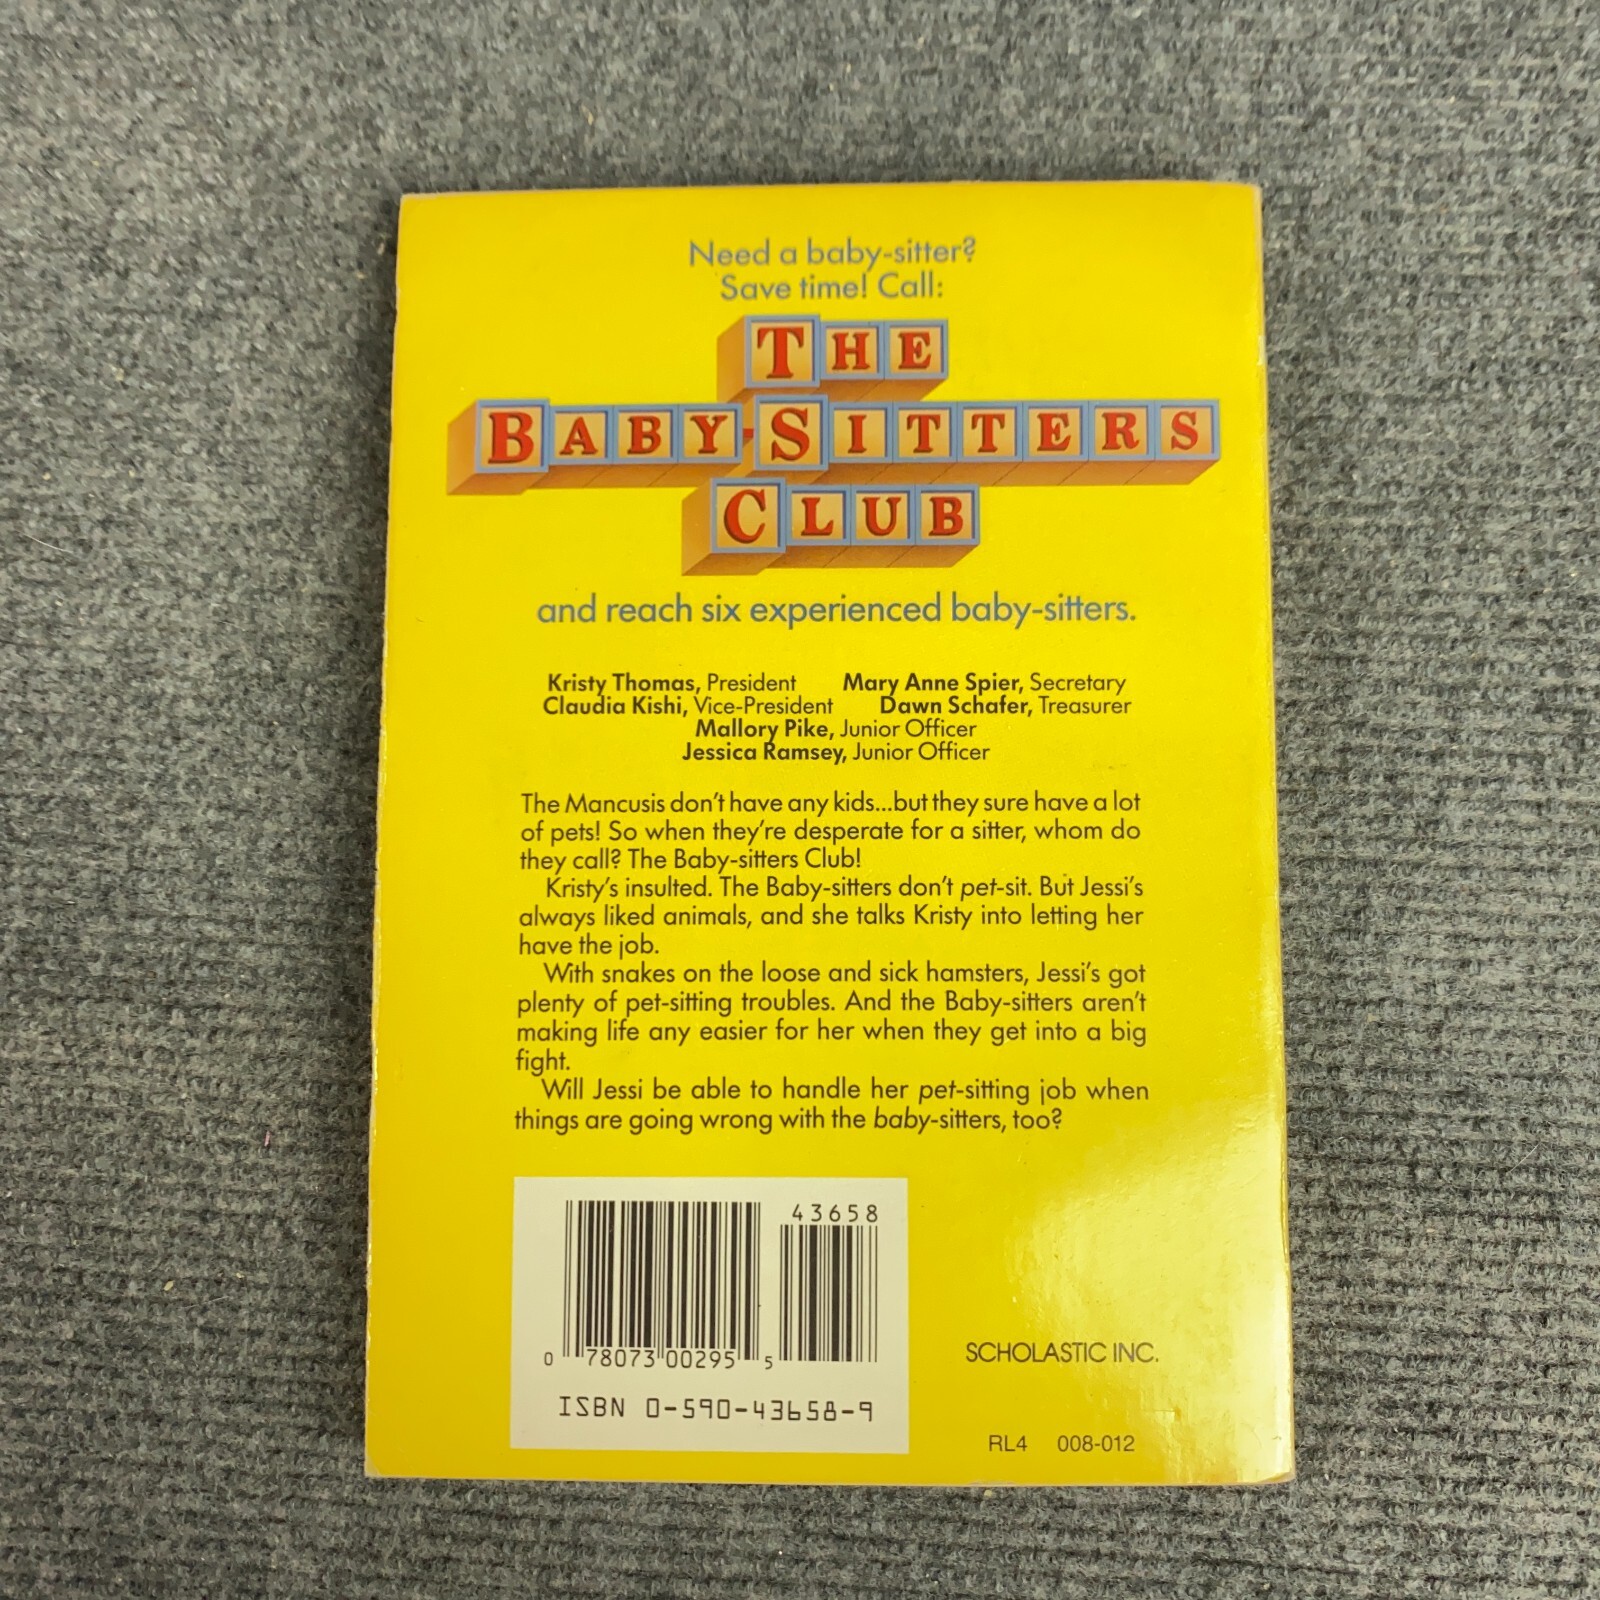 Need a baby-sitter?
Save time! Call:
THE
BABY-SITTERS
CLUB
and reach six experienced baby-sitters.
Kristy Thomas, President Mary Anne Spier, Secretary
Claudia Kishi, Vice-President Dawn Schafer, Treasurer
Mallory Pike, Junior Officer
Jessica Ramsey, Junior Officer
The Mancusis don't have any kids...but they sure have a lot
of pets! So when they're desperate for a sitter, whom do
they call? The Baby-sitters Club!
Kristy's insulted. The Baby-sitters don't pet-sit. But Jessi's
always liked animals, and she talks Kristy into letting her
have the job.
With snakes on the loose and sick hamsters, Jessi's got
plenty of pet-sitting troubles. And the Baby-sitters aren't
making life any easier for her when they get into a big
fight.
Will Jessi be able to handle her pet-sitting job when
things are going wrong with the baby-sitters, too?
43658
0 78073 00295 5
ISBN 0-590-43658-9
SCHOLASTIC INC.
RL4 008-012